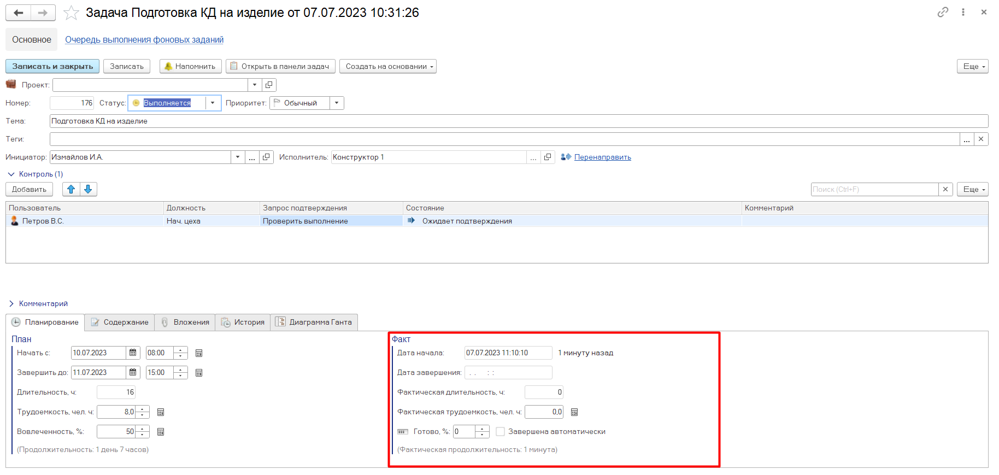 Задача Подготовка КД на изделие от 07.07.2023 10:31:26
Основное Очередь выполнения фоновых заданий
Записать и закрыть Записать Напомнить Открыть в панели задач Создать на основании Еще
Проект:
Номер: 176 Статус: Выполняется Приоритет: Обычный
Тема: Подготовка КД на изделие
Теги: ...
Инициатор: Измайлов И.А. ... Исполнитель: Конструктор 1 ... Перенаправить
Контроль (1)
Добавить Поиск (Ctrl+F) Еще
Пользователь Должность Запрос подтверждения Состояние Комментарий
Петров В.С. Нач. цеха Проверить выполнение Ожидает подтверждения
Комментарий
Планирование Содержание Вложения История Диаграмма Ганта
План Факт
Начать с: 10.07.2023 08:00 Дата начала: 07.07.2023 11:10:10 1 минуту назад
Завершить до: 11.07.2023 15:00 Дата завершения: . . : :
Длительность, ч: 16 Фактическая длительность, ч: 0
Трудоемкость, чел. ч: 8,0 Фактическая трудоемкость, чел. ч: 0,0
Вовлеченность, %: 50 Готово, %: 0 Завершена автоматически
(Продолжительность: 1 день 7 часов) (Фактическая продолжительность: 1 минута)